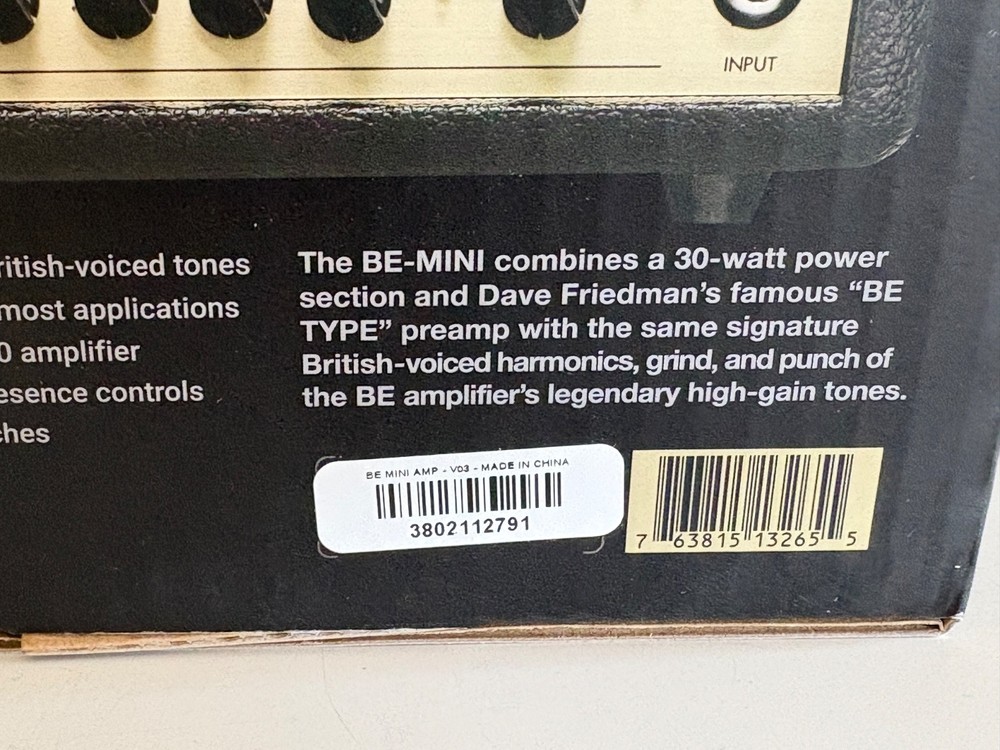 INPUT
ritish-voiced tones
most applications
0 amplifier
esence controls
ches
The BE-MINI combines a 30-watt power
section and Dave Friedman's famous “BE
TYPE” preamp with the same signature
British-voiced harmonics, grind, and punch of
the BE amplifier's legendary high-gain tones.
BE MINI AMP - V03 - MADE IN CHINA
3802112791
7 63815 13265 5